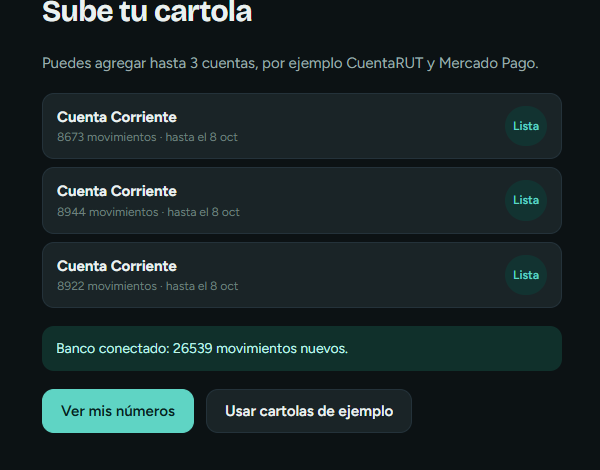 Sube tu cartola
Puedes agregar hasta 3 cuentas, por ejemplo CuentaRUT y Mercado Pago.
Cuenta Corriente
8673 movimientos · hasta el 8 oct
Lista
Cuenta Corriente
8944 movimientos · hasta el 8 oct
Lista
Cuenta Corriente
8922 movimientos · hasta el 8 oct
Lista
Banco conectado: 26539 movimientos nuevos.
Ver mis números
Usar cartolas de ejemplo